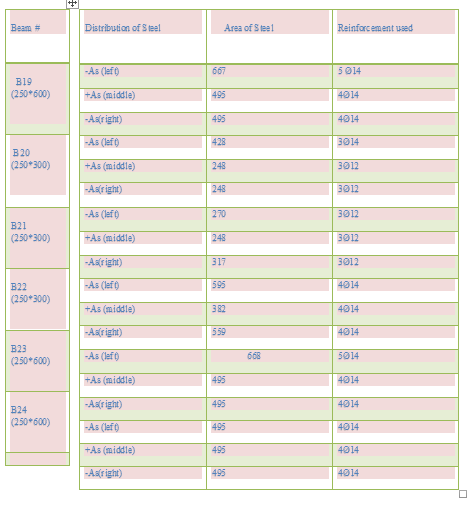 Beam # Distribution of Steel Area of Steel Reinforcement used
B19 -As (left) 667 5 Ø14
(250*600) +As (middle) 495 4Ø14
-As(right) 495 4Ø14
B20 -As (left) 428 3Ø14
(250*300) +As (middle) 248 3Ø12
-As(right) 248 3Ø12
B21 -As (left) 270 3Ø12
(250*300) +As (middle) 248 3Ø12
-As(right) 317 3Ø12
B22 -As (left) 595 4Ø14
(250*300) +As (middle) 382 4Ø14
-As(right) 559 4Ø14
B23 -As (left) 668 5Ø14
(250*600) +As (middle) 495 4Ø14
-As(right) 495 4Ø14
B24 -As (left) 495 4Ø14
(250*600) +As (middle) 495 4Ø14
-As(right) 495 4Ø14